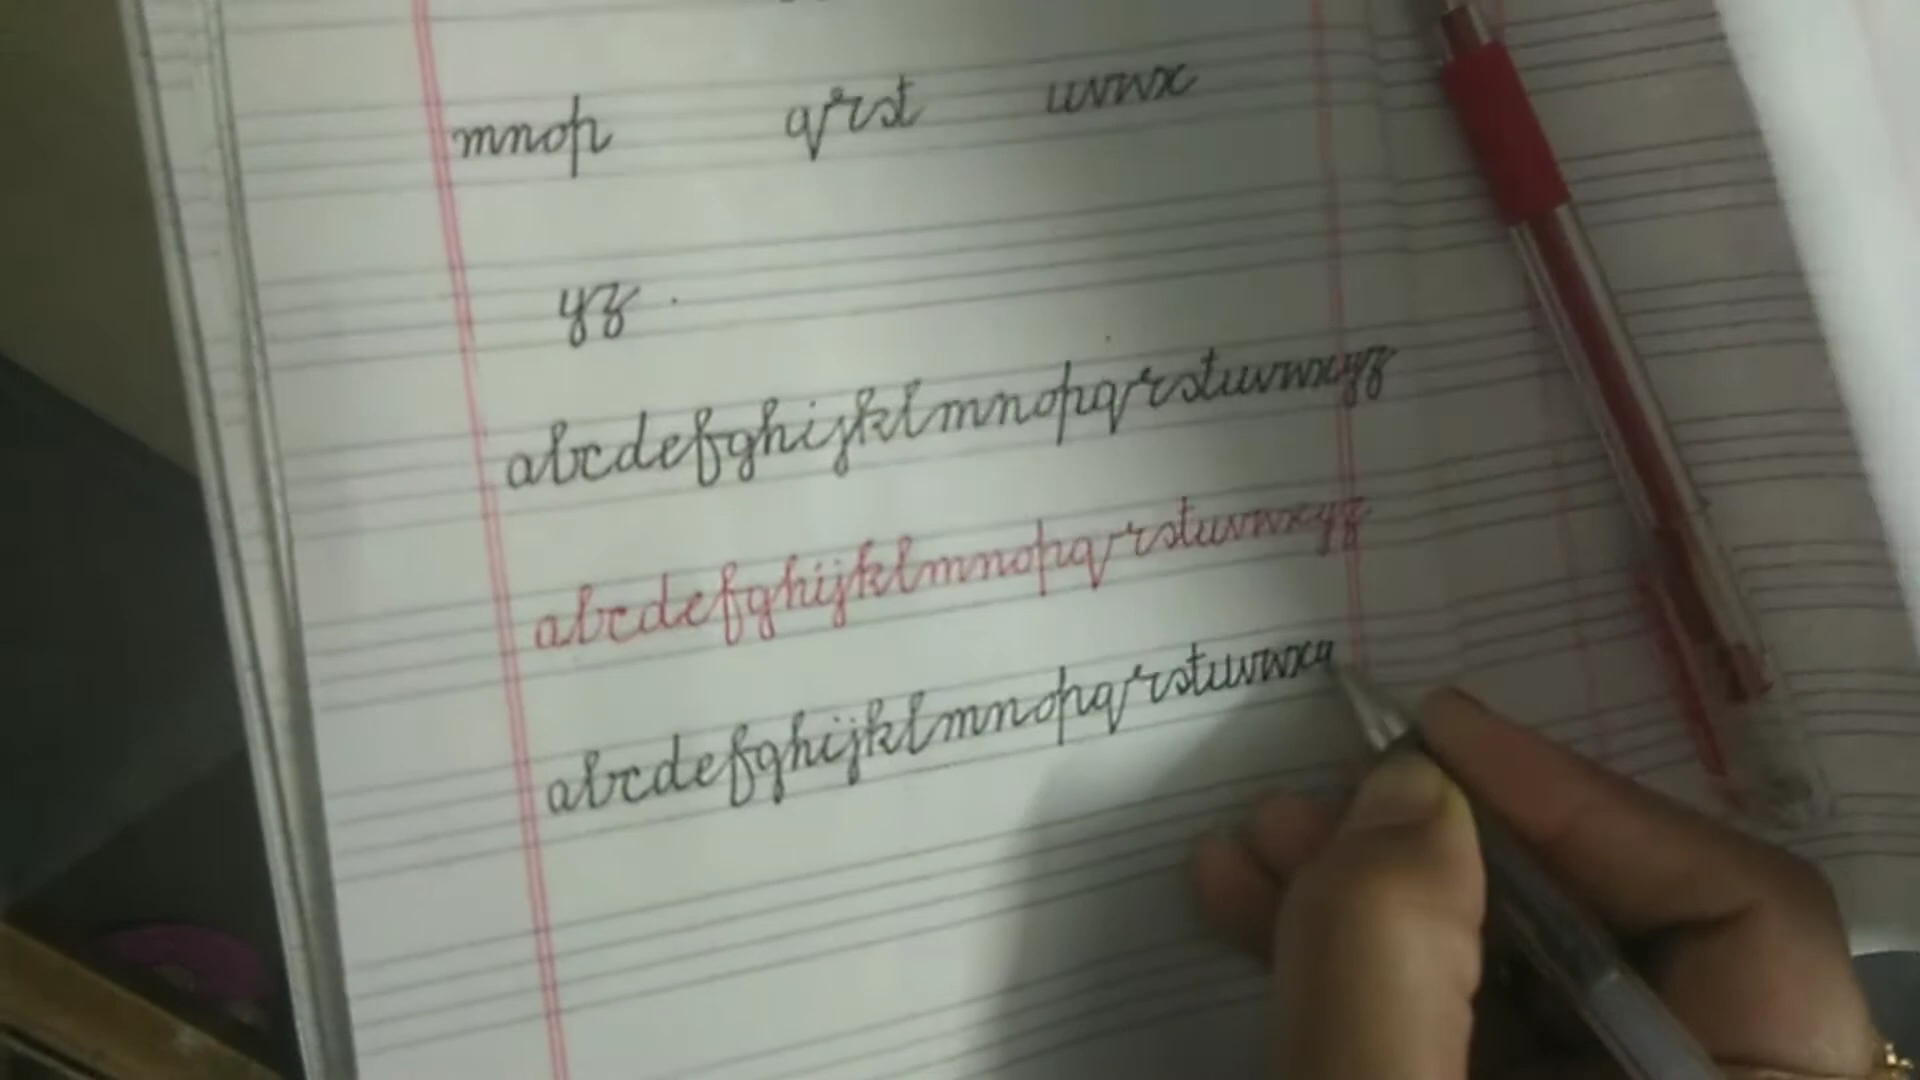 mnop qrst uvwx
yz.
abcdefghijklmnopqrstuvwxyz
abcdefghijklmnopqrstuvwxyz
abcdefghijklmnopqrstuvwxy